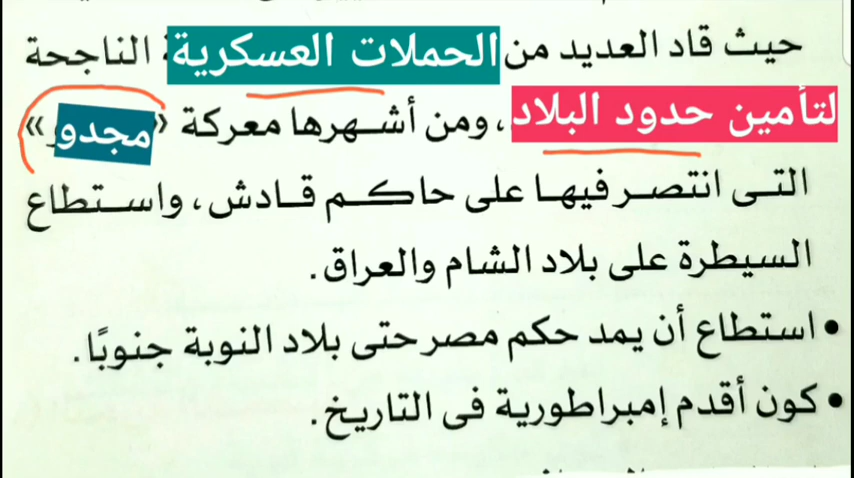 حيث قاد العديد من الحملات العسكرية الناجحة
لتأمين حدود البلاد، ومن أشهرها معركة «مجدو»
التى انتصر فيها على حاكم قادش، واستطاع
السيطرة على بلاد الشام والعراق.
• استطاع أن يمد حكم مصر حتى بلاد النوبة جنوبًا.
• كون أقدم إمبراطورية فى التاريخ.